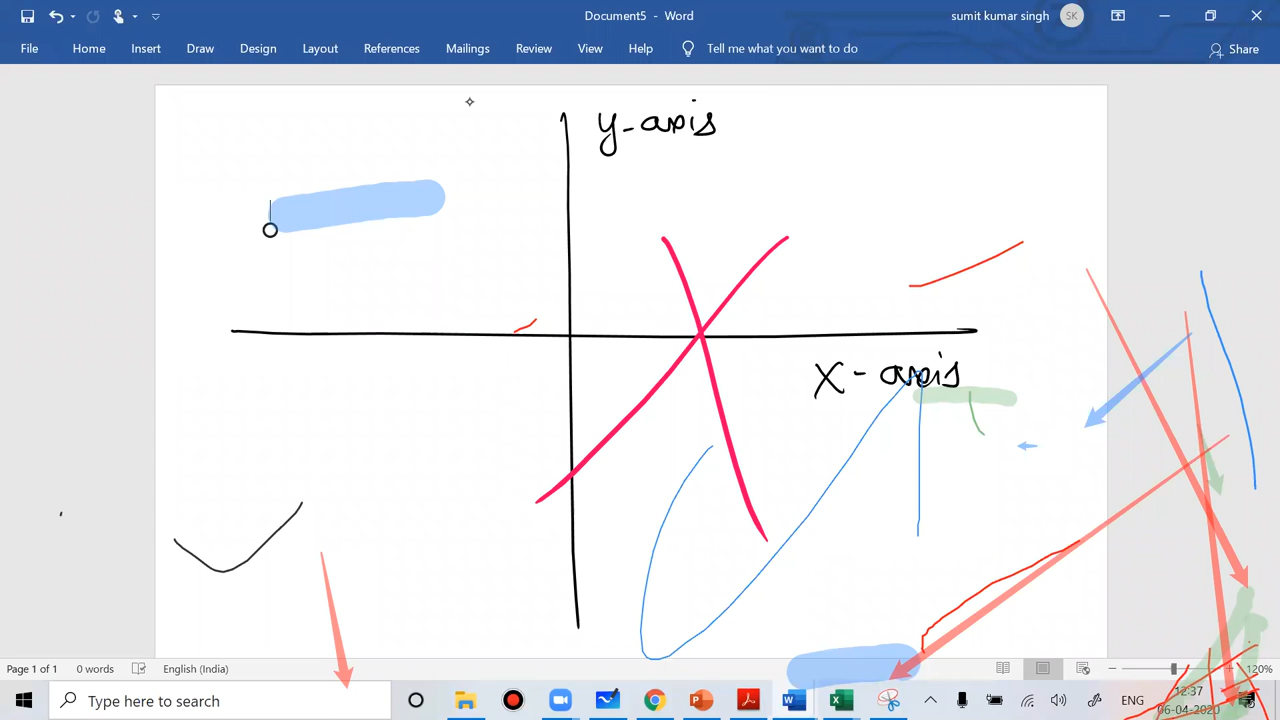 Document5 - Word
sumit kumar singh
SK
File Home Insert Draw Design Layout References Mailings Review View Help Tell me what you want to do
Share
y-axis
x-axis
Page 1 of 1 0 words English (India)
120%
Type here to search
ENG
12:37
06-04-2020